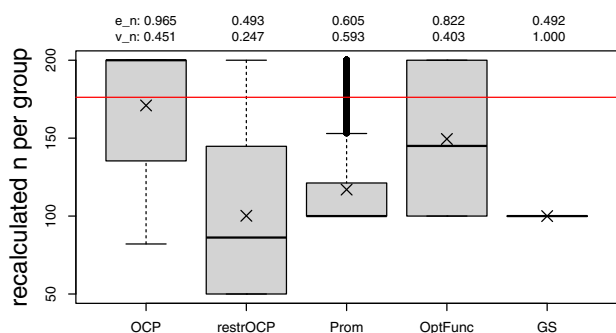 e_n: 0.965 0.493 0.605 0.822 0.492
v_n: 0.451 0.247 0.593 0.403 1.000
recalculated n per group
200
150
100
50
OCP restrOCP Prom OptFunc GS